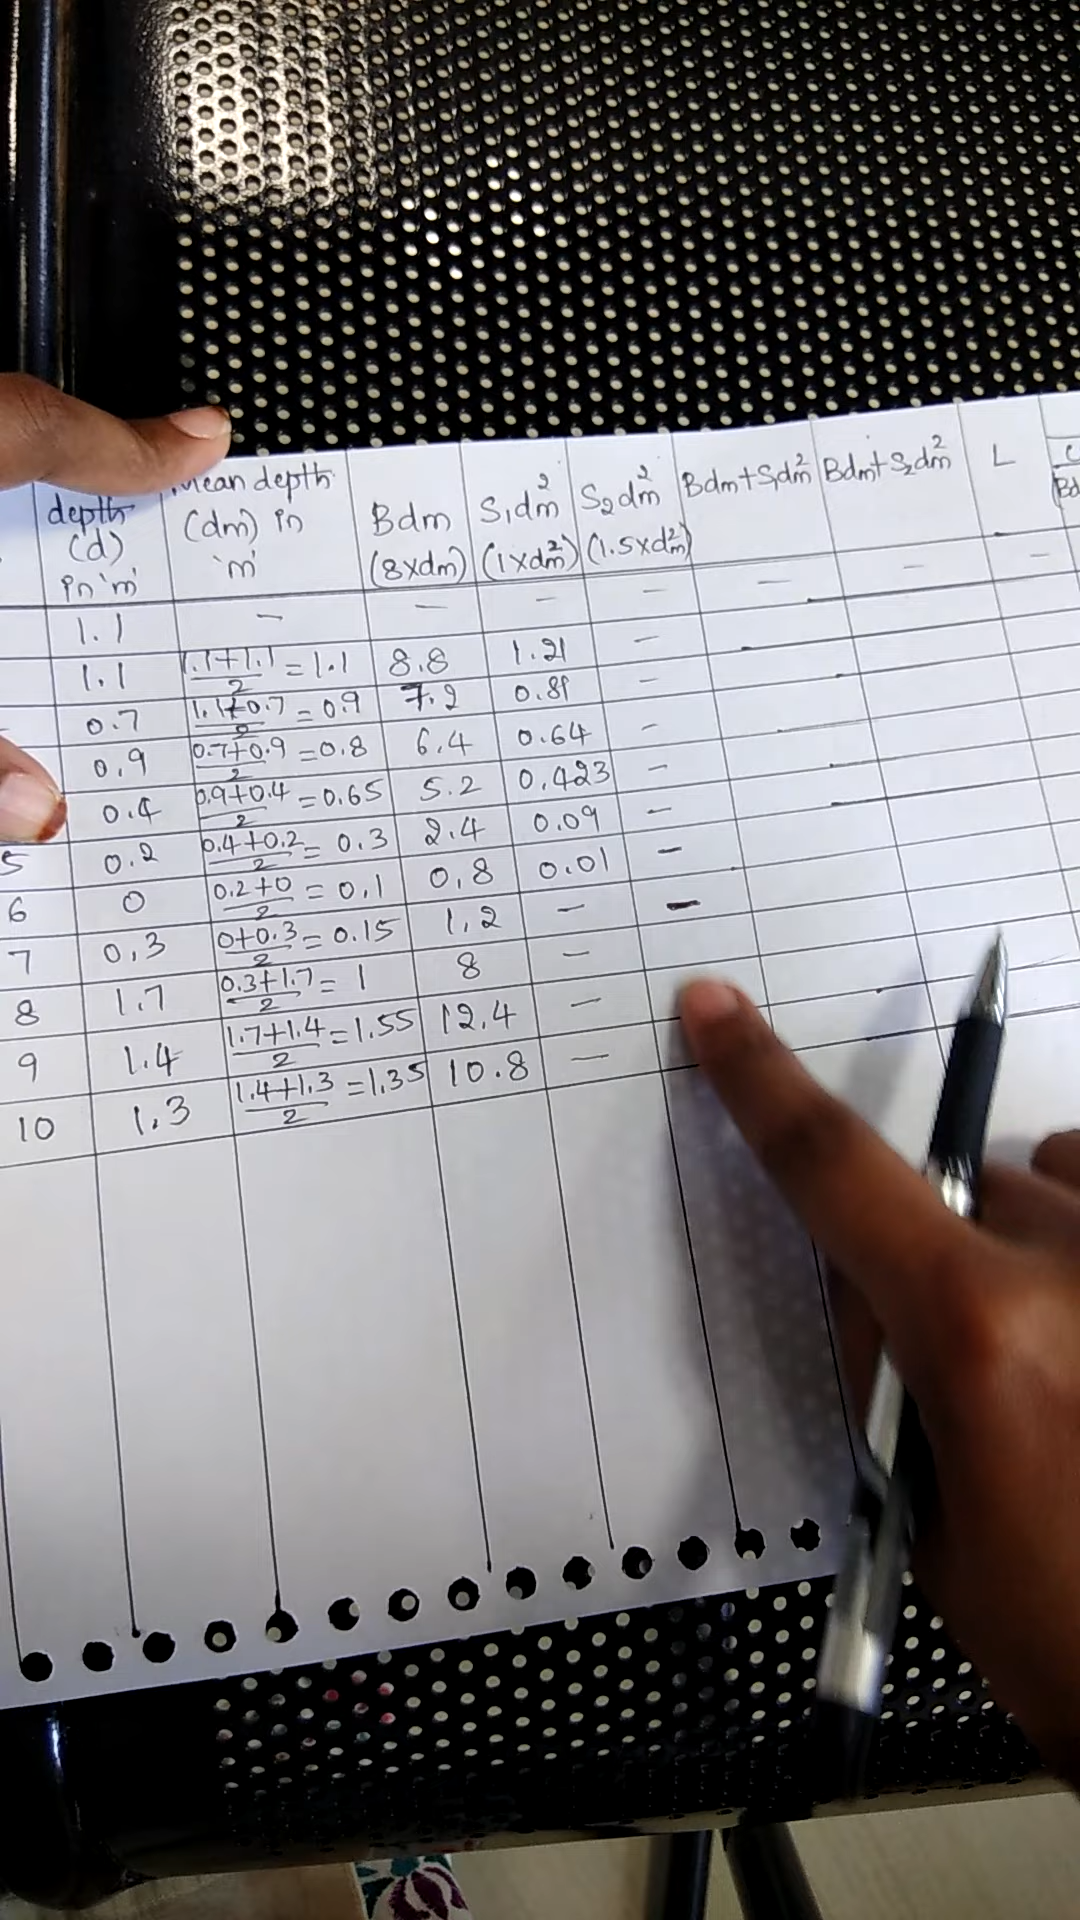 depth (d) in 'm' | Mean depth (dm) in 'm' | Bdm (8xdm) | S₁dm² (1xdm²) | S₂dm² (1.5xdm²) | Bdm+S₁dm² | Bdm+S₂dm² | L
1.1 | — | — | — | — | — | — | — |
1.1 | 1.1+1.1/2 = 1.1 | 8.8 | 1.21 | —
0.7 | 1.1+0.7/2 = 0.9 | 7.2 | 0.81 | —
0.9 | 0.7+0.9/2 = 0.8 | 6.4 | 0.64 | —
0.4 | 0.9+0.4/2 = 0.65 | 5.2 | 0.423 | —
5 | 0.2 | 0.4+0.2/2 = 0.3 | 2.4 | 0.09 | —
6 | 0 | 0.2+0/2 = 0.1 | 0.8 | 0.01 | —
7 | 0.3 | 0+0.3/2 = 0.15 | 1.2 | — | —
8 | 1.7 | 0.3+1.7/2 = 1 | 8 | —
9 | 1.4 | 1.7+1.4/2 = 1.55 | 12.4 | —
10 | 1.3 | 1.4+1.3/2 = 1.35 | 10.8 | —